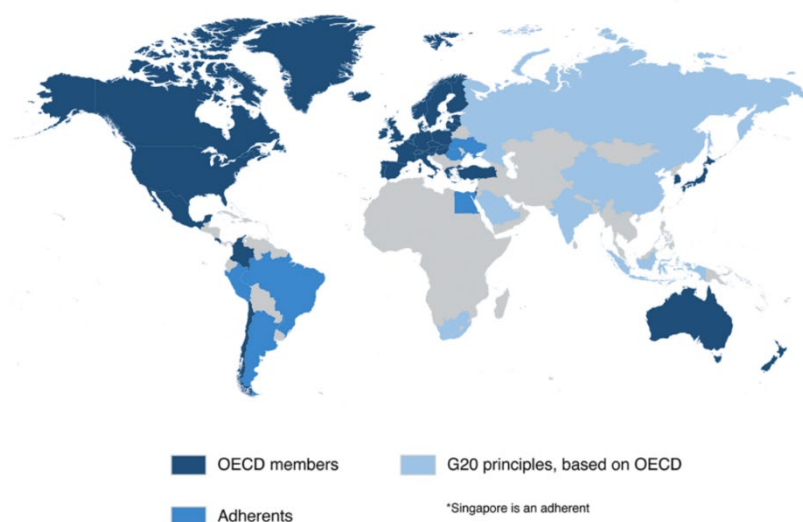 OECD members
G20 principles, based on OECD
Adherents
*Singapore is an adherent